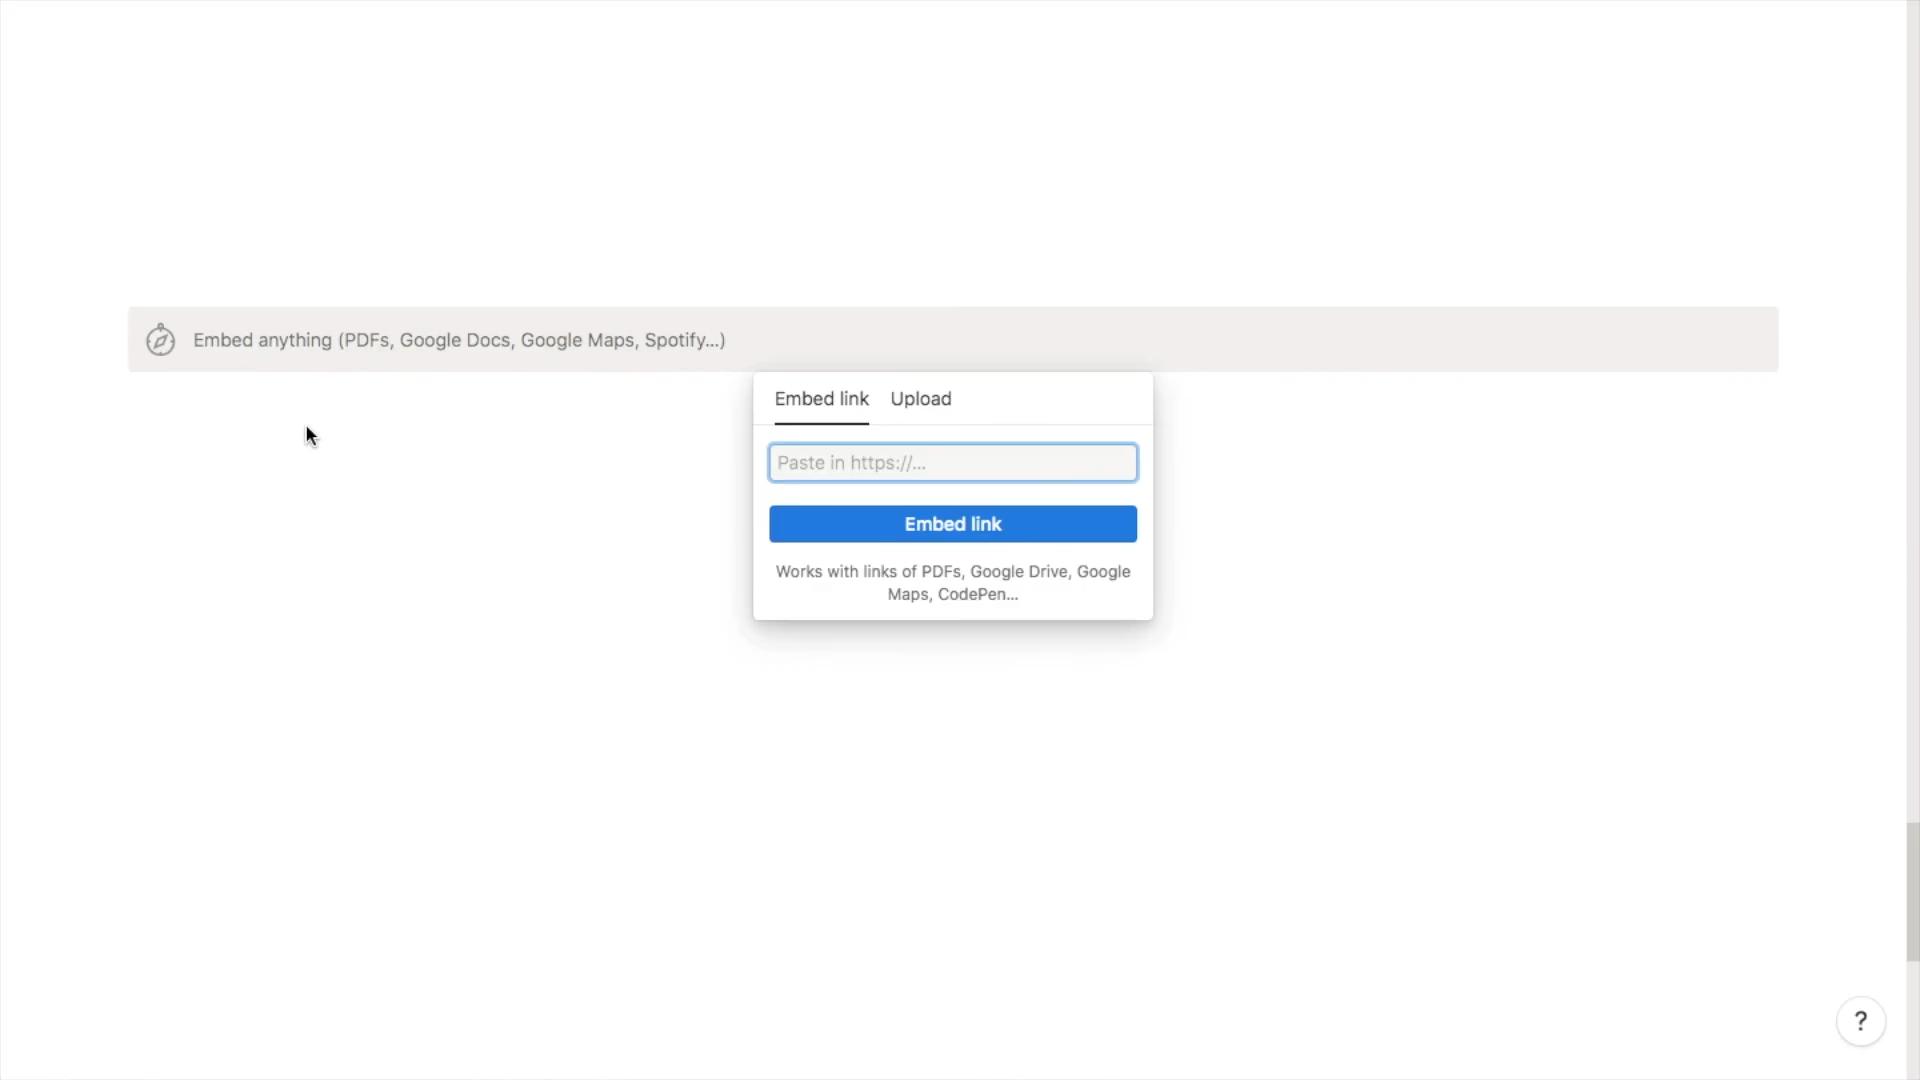 Embed anything (PDFs, Google Docs, Google Maps, Spotify...)
Embed link Upload
Paste in https://...
Embed link
Works with links of PDFs, Google Drive, Google
Maps, CodePen...
?